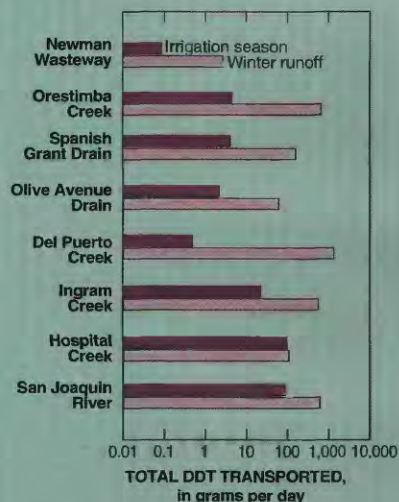 Newman
Wasteway
Irrigation season
Winter runoff
Orestimba
Creek
Spanish
Grant Drain
Olive Avenue
Drain
Del Puerto
Creek
Ingram
Creek
Hospital
Creek
San Joaquin
River
0.01 0.1 1 10 100 1,000 10,000
TOTAL DDT TRANSPORTED,
in grams per day